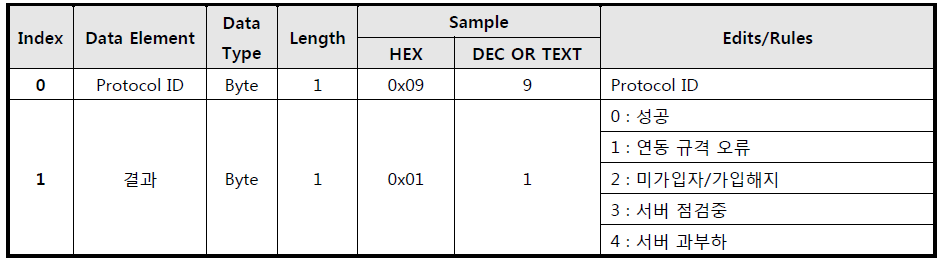 Index Data Element Data Type Length Sample Edits/Rules
HEX DEC OR TEXT
0 Protocol ID Byte 1 0x09 9 Protocol ID
1 결과 Byte 1 0x01 1 0 : 성공
1 : 연동 규격 오류
2 : 미가입자/가입해지
3 : 서버 점검중
4 : 서버 과부하